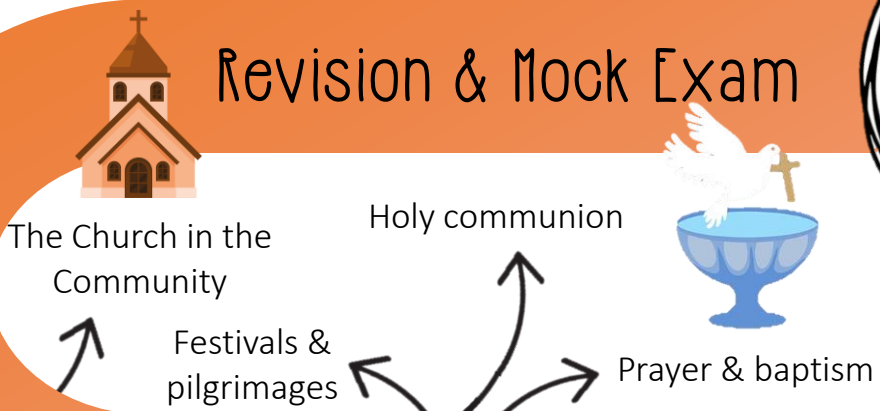 Revision & Mock Exam
The Church in the
Community
Holy communion
Festivals &
pilgrimages
Prayer & baptism